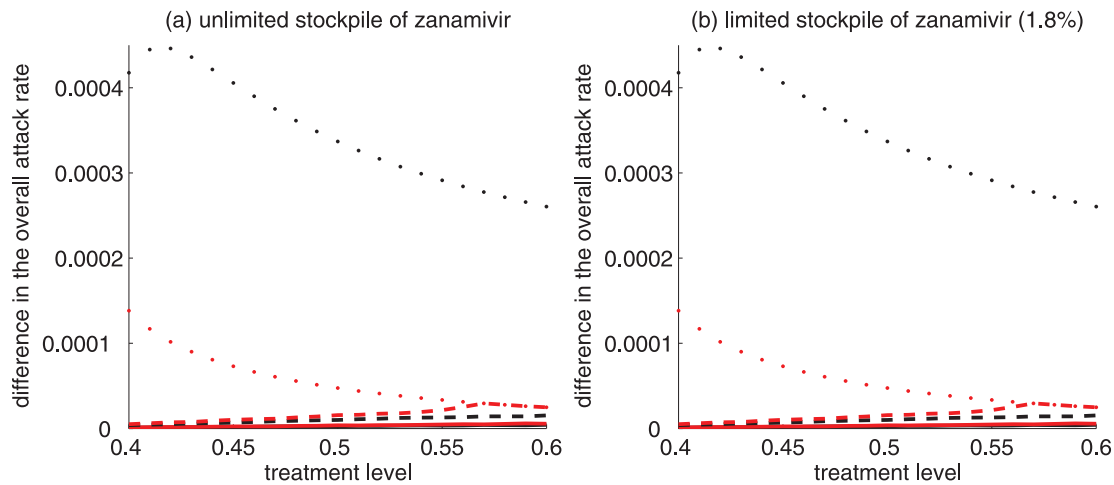 (a) unlimited stockpile of zanamivir
difference in the overall attack rate
0.0004
0.0003
0.0002
0.0001
0
0.4 0.45 0.5 0.55 0.6
treatment level
(b) limited stockpile of zanamivir (1.8%)
difference in the overall attack rate
0.0004
0.0003
0.0002
0.0001
0
0.4 0.45 0.5 0.55 0.6
treatment level